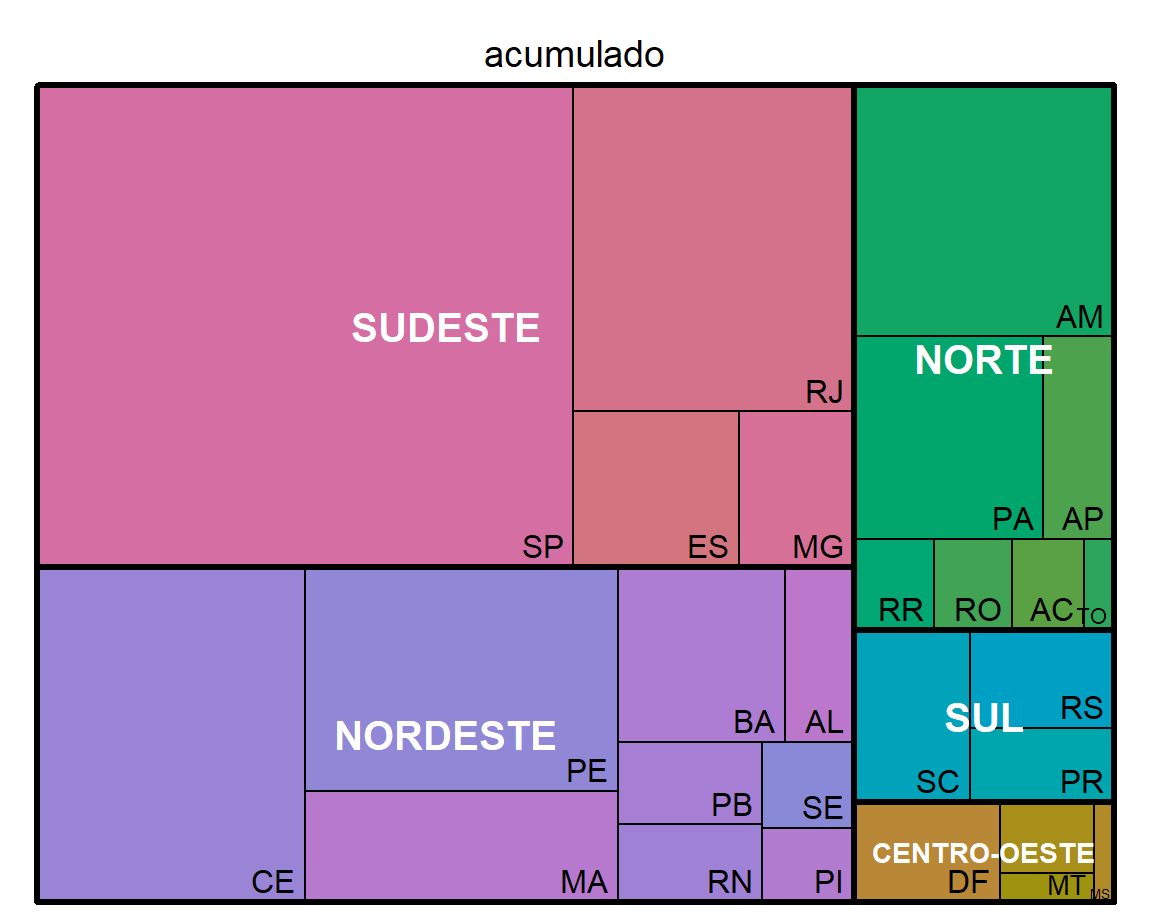 acumulado
SUDESTE
SP
RJ
ES
MG
NORDESTE
CE
PE
MA
BA
AL
PB
SE
RN
PI
NORTE
AM
PA
AP
RR
RO
AC
TO
SUL
SC
RS
PR
CENTRO-OESTE
DF
MT
MS